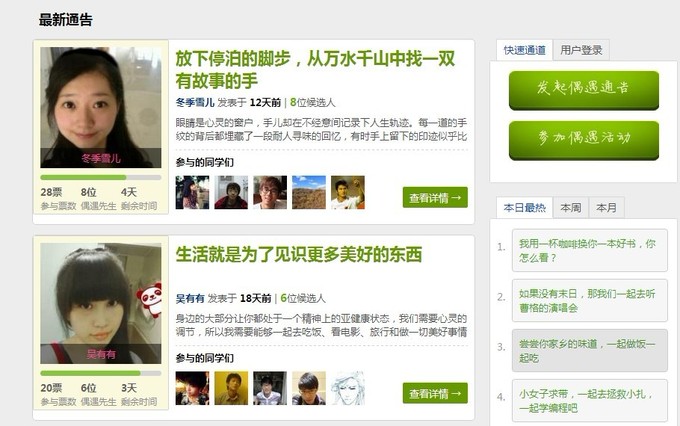 最新通告
冬季雪儿
28票 8位 4天
参与票数 偶遇先生 剩余时间
放下停泊的脚步，从万水千山中找一双
有故事的手
冬季雪儿 发表于 12天前 | 8位候选人
眼睛是心灵的窗户，手儿却在不经意间记录下人生轨迹。每一道的手
纹的背后都埋藏了一段耐人寻味的回忆，有时手上留下的印迹似乎比
参与的同学们
查看详情 →
吴有有
20票 6位 3天
参与票数 偶遇先生 剩余时间
生活就是为了见识更多美好的东西
吴有有 发表于 18天前 | 6位候选人
身边的大部分让你都处于一个精神上的亚健康状态，我们需要心灵的
调节，所以我需要能够一起去吃饭、看电影、旅行和做一切美好事情
参与的同学们
查看详情 →
快速通道 用户登录
发起偶遇通告
参加偶遇活动
本日最热 本周 本月
1. 我用一杯咖啡换你一本好书，你
怎么看？
2. 如果没有末日，那我们一起去听
曹格的演唱会
3. 尝尝你家乡的味道，一起做饭一
起吃
4. 小女子求带，一起去拯救小扎，
一起学编程吧